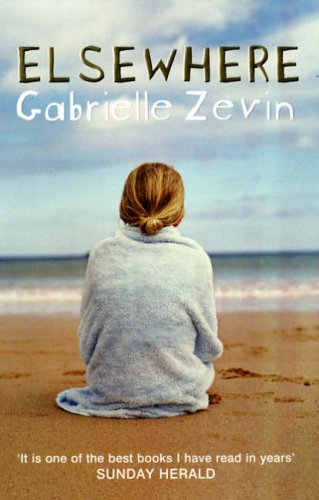 ELSEWHERE
Gabrielle Zevin
‘It is one of the best books I have read in years’
SUNDAY HERALD